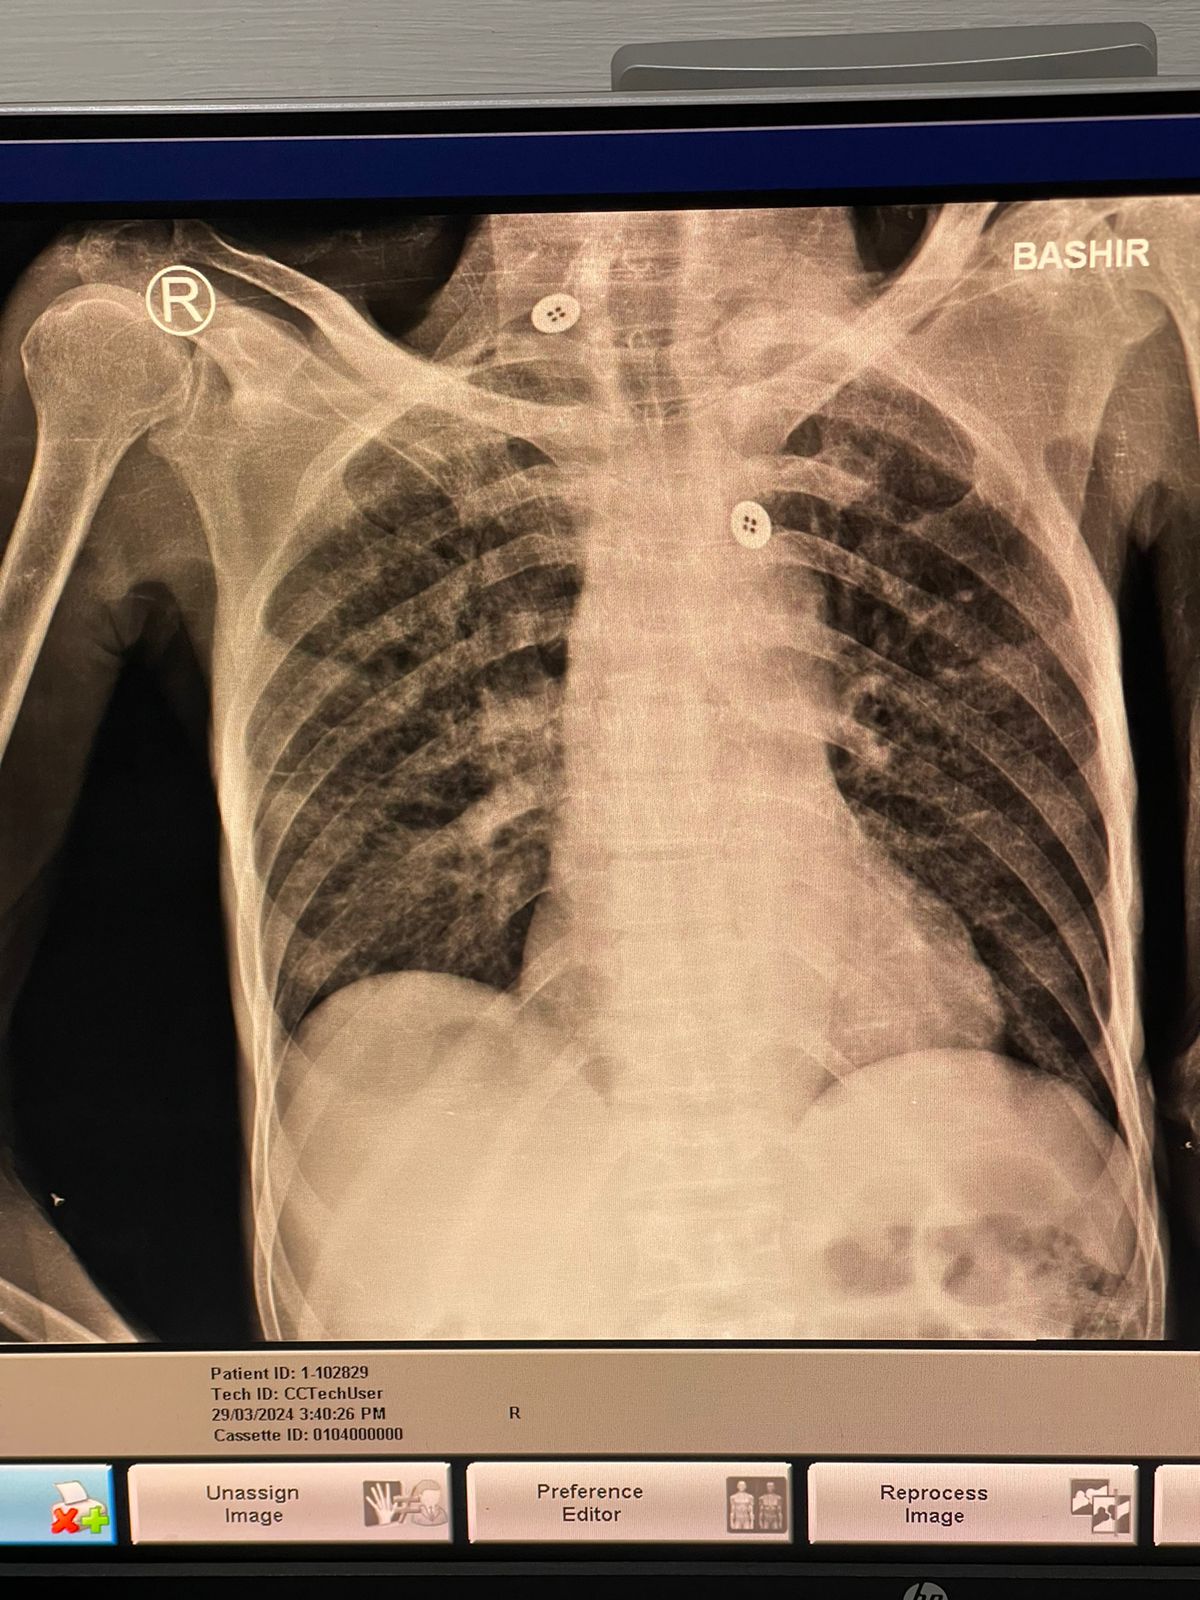 R
BASHIR
Patient ID: 1-102829
Tech ID: CCTechUser
29/03/2024 3:40:26 PM
R
Cassette ID: 0104000000
Unassign
Image
Preference
Editor
Reprocess
Image
hp